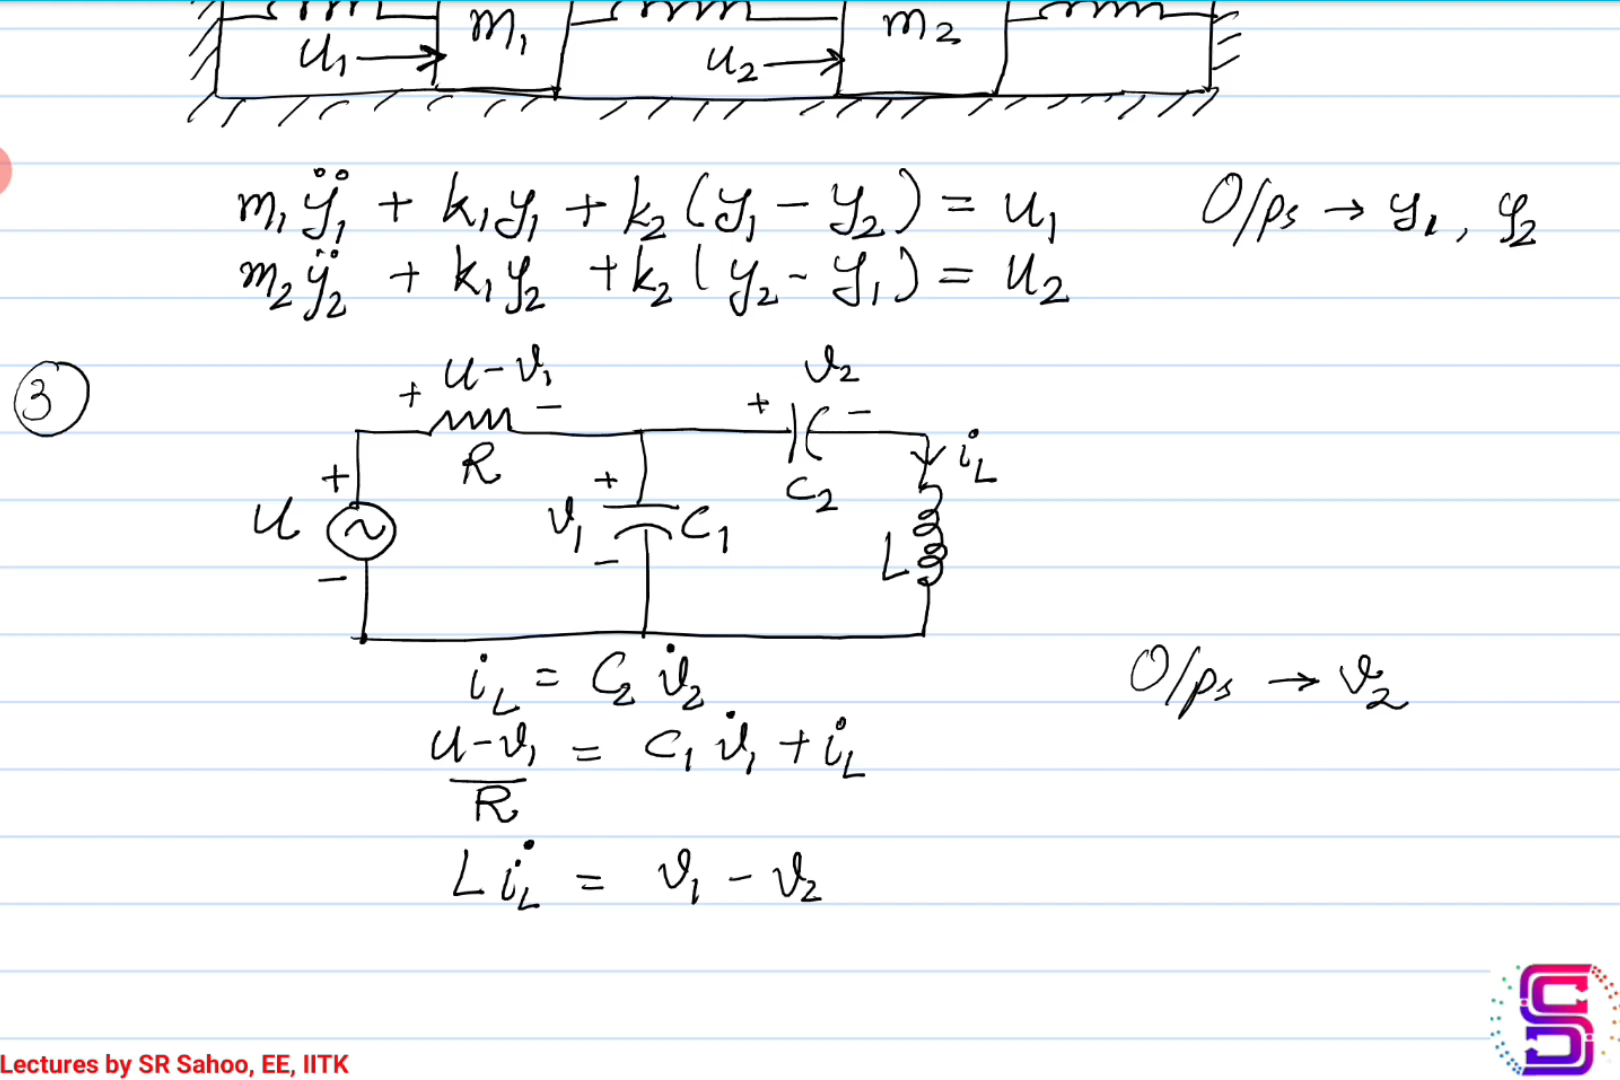 m₁ m₂
u₁ → u₂ →
m₁ÿ₁ + k₁y₁ + k₂(y₁ − y₂) = u₁ O/ps → y₁, y₂
m₂ÿ₂ + k₁y₂ + k₂(y₂ − y₁) = u₂
③
+ u − v₁ −
R
+ v₂ −
C₂
i_L
+ u −
+ v₁ −
C₁
L
i_L = C₂ v̇₂ O/ps → v₂
(u − v₁)/R = C₁ v̇₁ + i_L
L i̇_L = v₁ − v₂
Lectures by SR Sahoo, EE, IITK